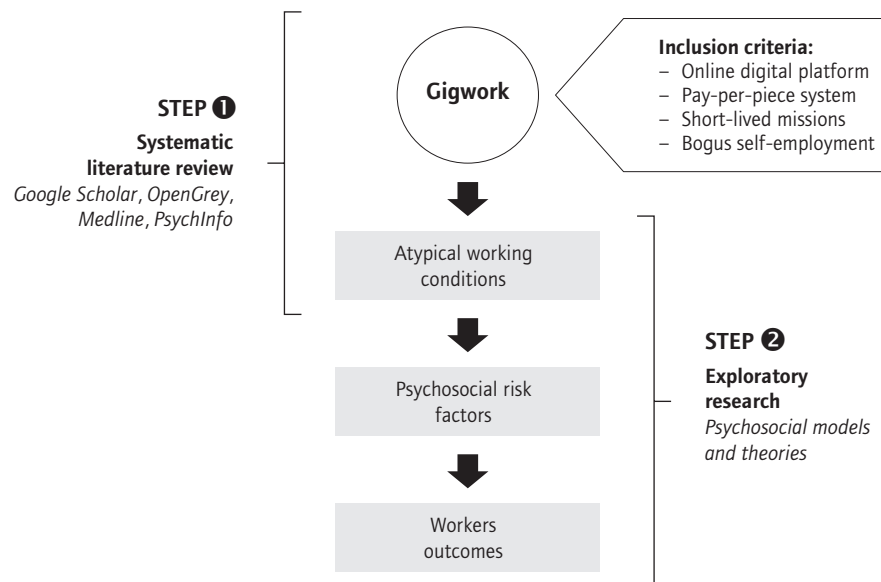 STEP ❶
Systematic
literature review
Google Scholar, OpenGrey,
Medline, PsychInfo
Gigwork
Inclusion criteria:
– Online digital platform
– Pay-per-piece system
– Short-lived missions
– Bogus self-employment
Atypical working
conditions
Psychosocial risk
factors
Workers
outcomes
STEP ❷
Exploratory
research
Psychosocial models
and theories